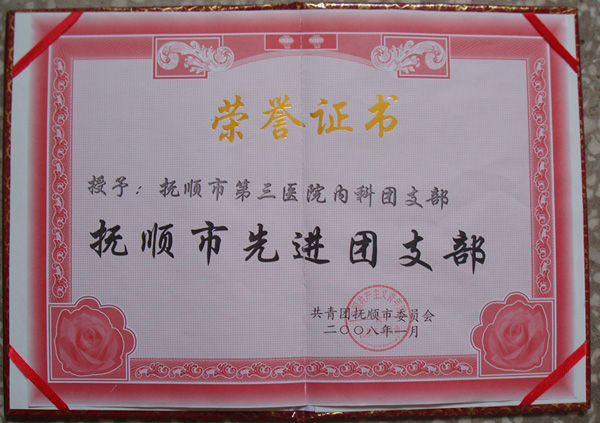 荣誉证书
授予：抚顺市第三医院内科团支部
抚顺市先进团支部
共青团抚顺市委员会
二〇〇八年一月